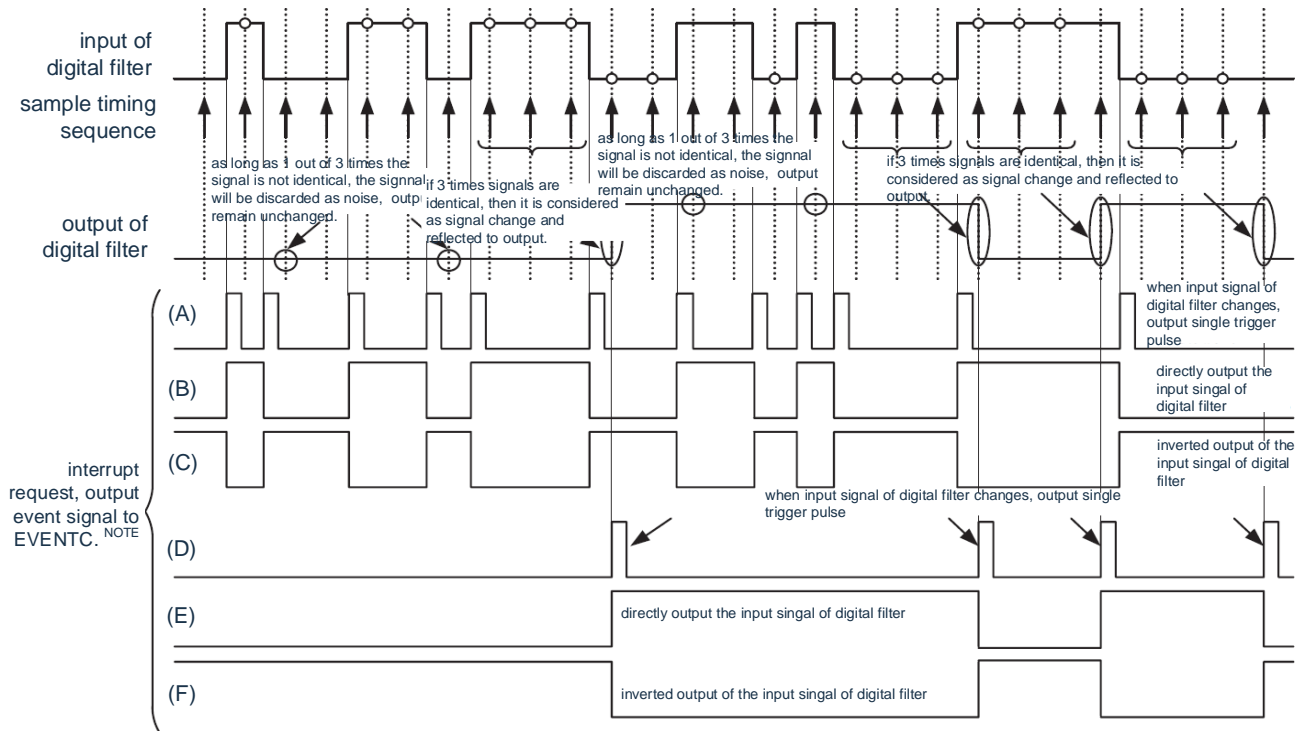 input of
digital filter
sample timing
sequence
as long as 1 out of 3 times the
signal is not identical, the signnal
will be discarded as noise, outp
remain unchanged.
if 3 times signals are
identical, then it is considered
as signal change and
reflected to output.
as long as 1 out of 3 times the
signal is not identical, the signnal
will be discarded as noise, output
remain unchanged.
if 3 times signals are identical, then it is
considered as signal change and reflected to
output.
output of
digital filter
(A)
when input signal of
digital filter changes,
output single trigger
pulse
(B)
directly output the
input singal of
digital filter
(C)
inverted output of the
input singal of digital
filter
interrupt
request, output
event signal to
EVENTC. NOTE
when input signal of digital filter changes, output single
trigger pulse
(D)
(E)
directly output the input singal of digital filter
(F)
inverted output of the input singal of digital filter